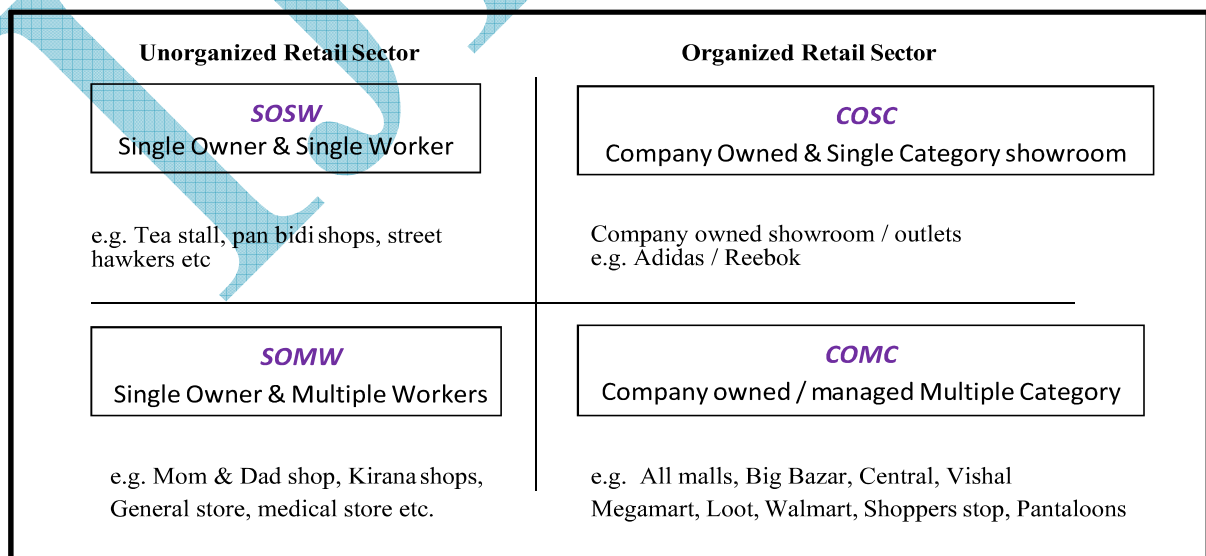 Unorganized Retail Sector
Organized Retail Sector
SOSW
Single Owner & Single Worker
COSC
Company Owned & Single Category showroom
e.g. Tea stall, pan bidi shops, street
hawkers etc
Company owned showroom / outlets
e.g. Adidas / Reebok
SOMW
Single Owner & Multiple Workers
COMC
Company owned / managed Multiple Category
e.g. Mom & Dad shop, Kirana shops,
General store, medical store etc.
e.g. All malls, Big Bazar, Central, Vishal
Megamart, Loot, Walmart, Shoppers stop, Pantaloons